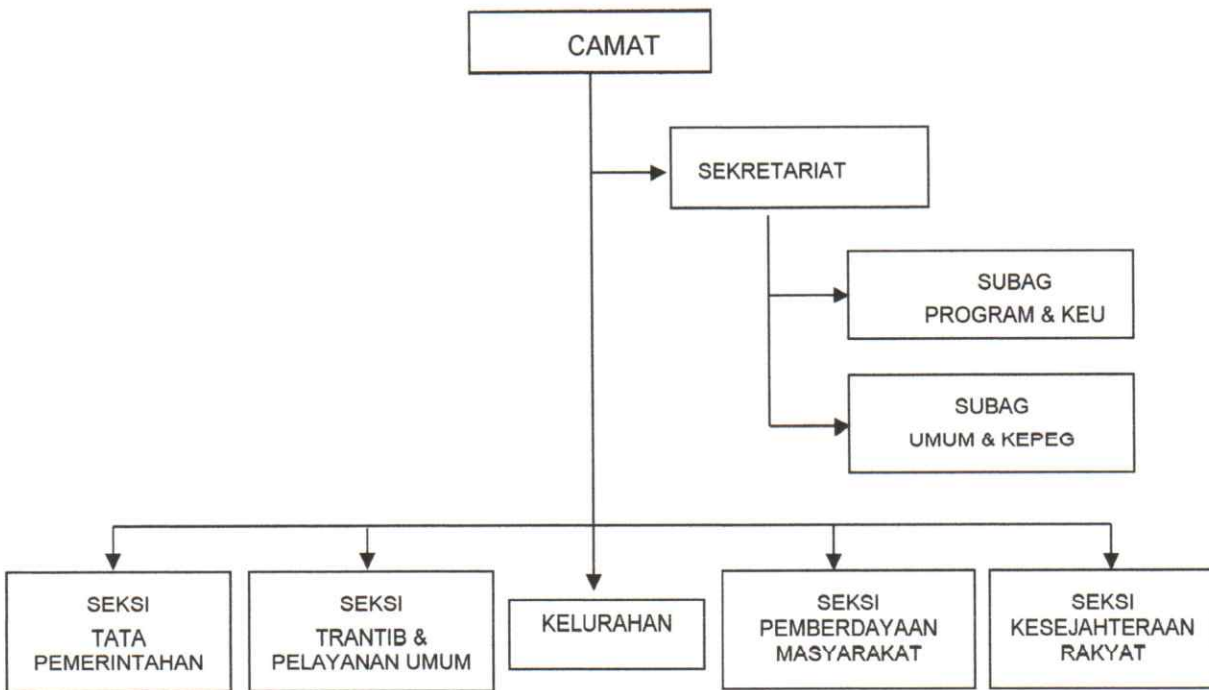 CAMAT
SEKRETARIAT
SUBAG
PROGRAM & KEU
SUBAG
UMUM & KEPEG
SEKSI
TATA
PEMERINTAHAN
SEKSI
TRANTIB &
PELAYANAN UMUM
KELURAHAN
SEKSI
PEMBERDAYAAN
MASYARAKAT
SEKSI
KESEJAHTERAAN
RAKYAT